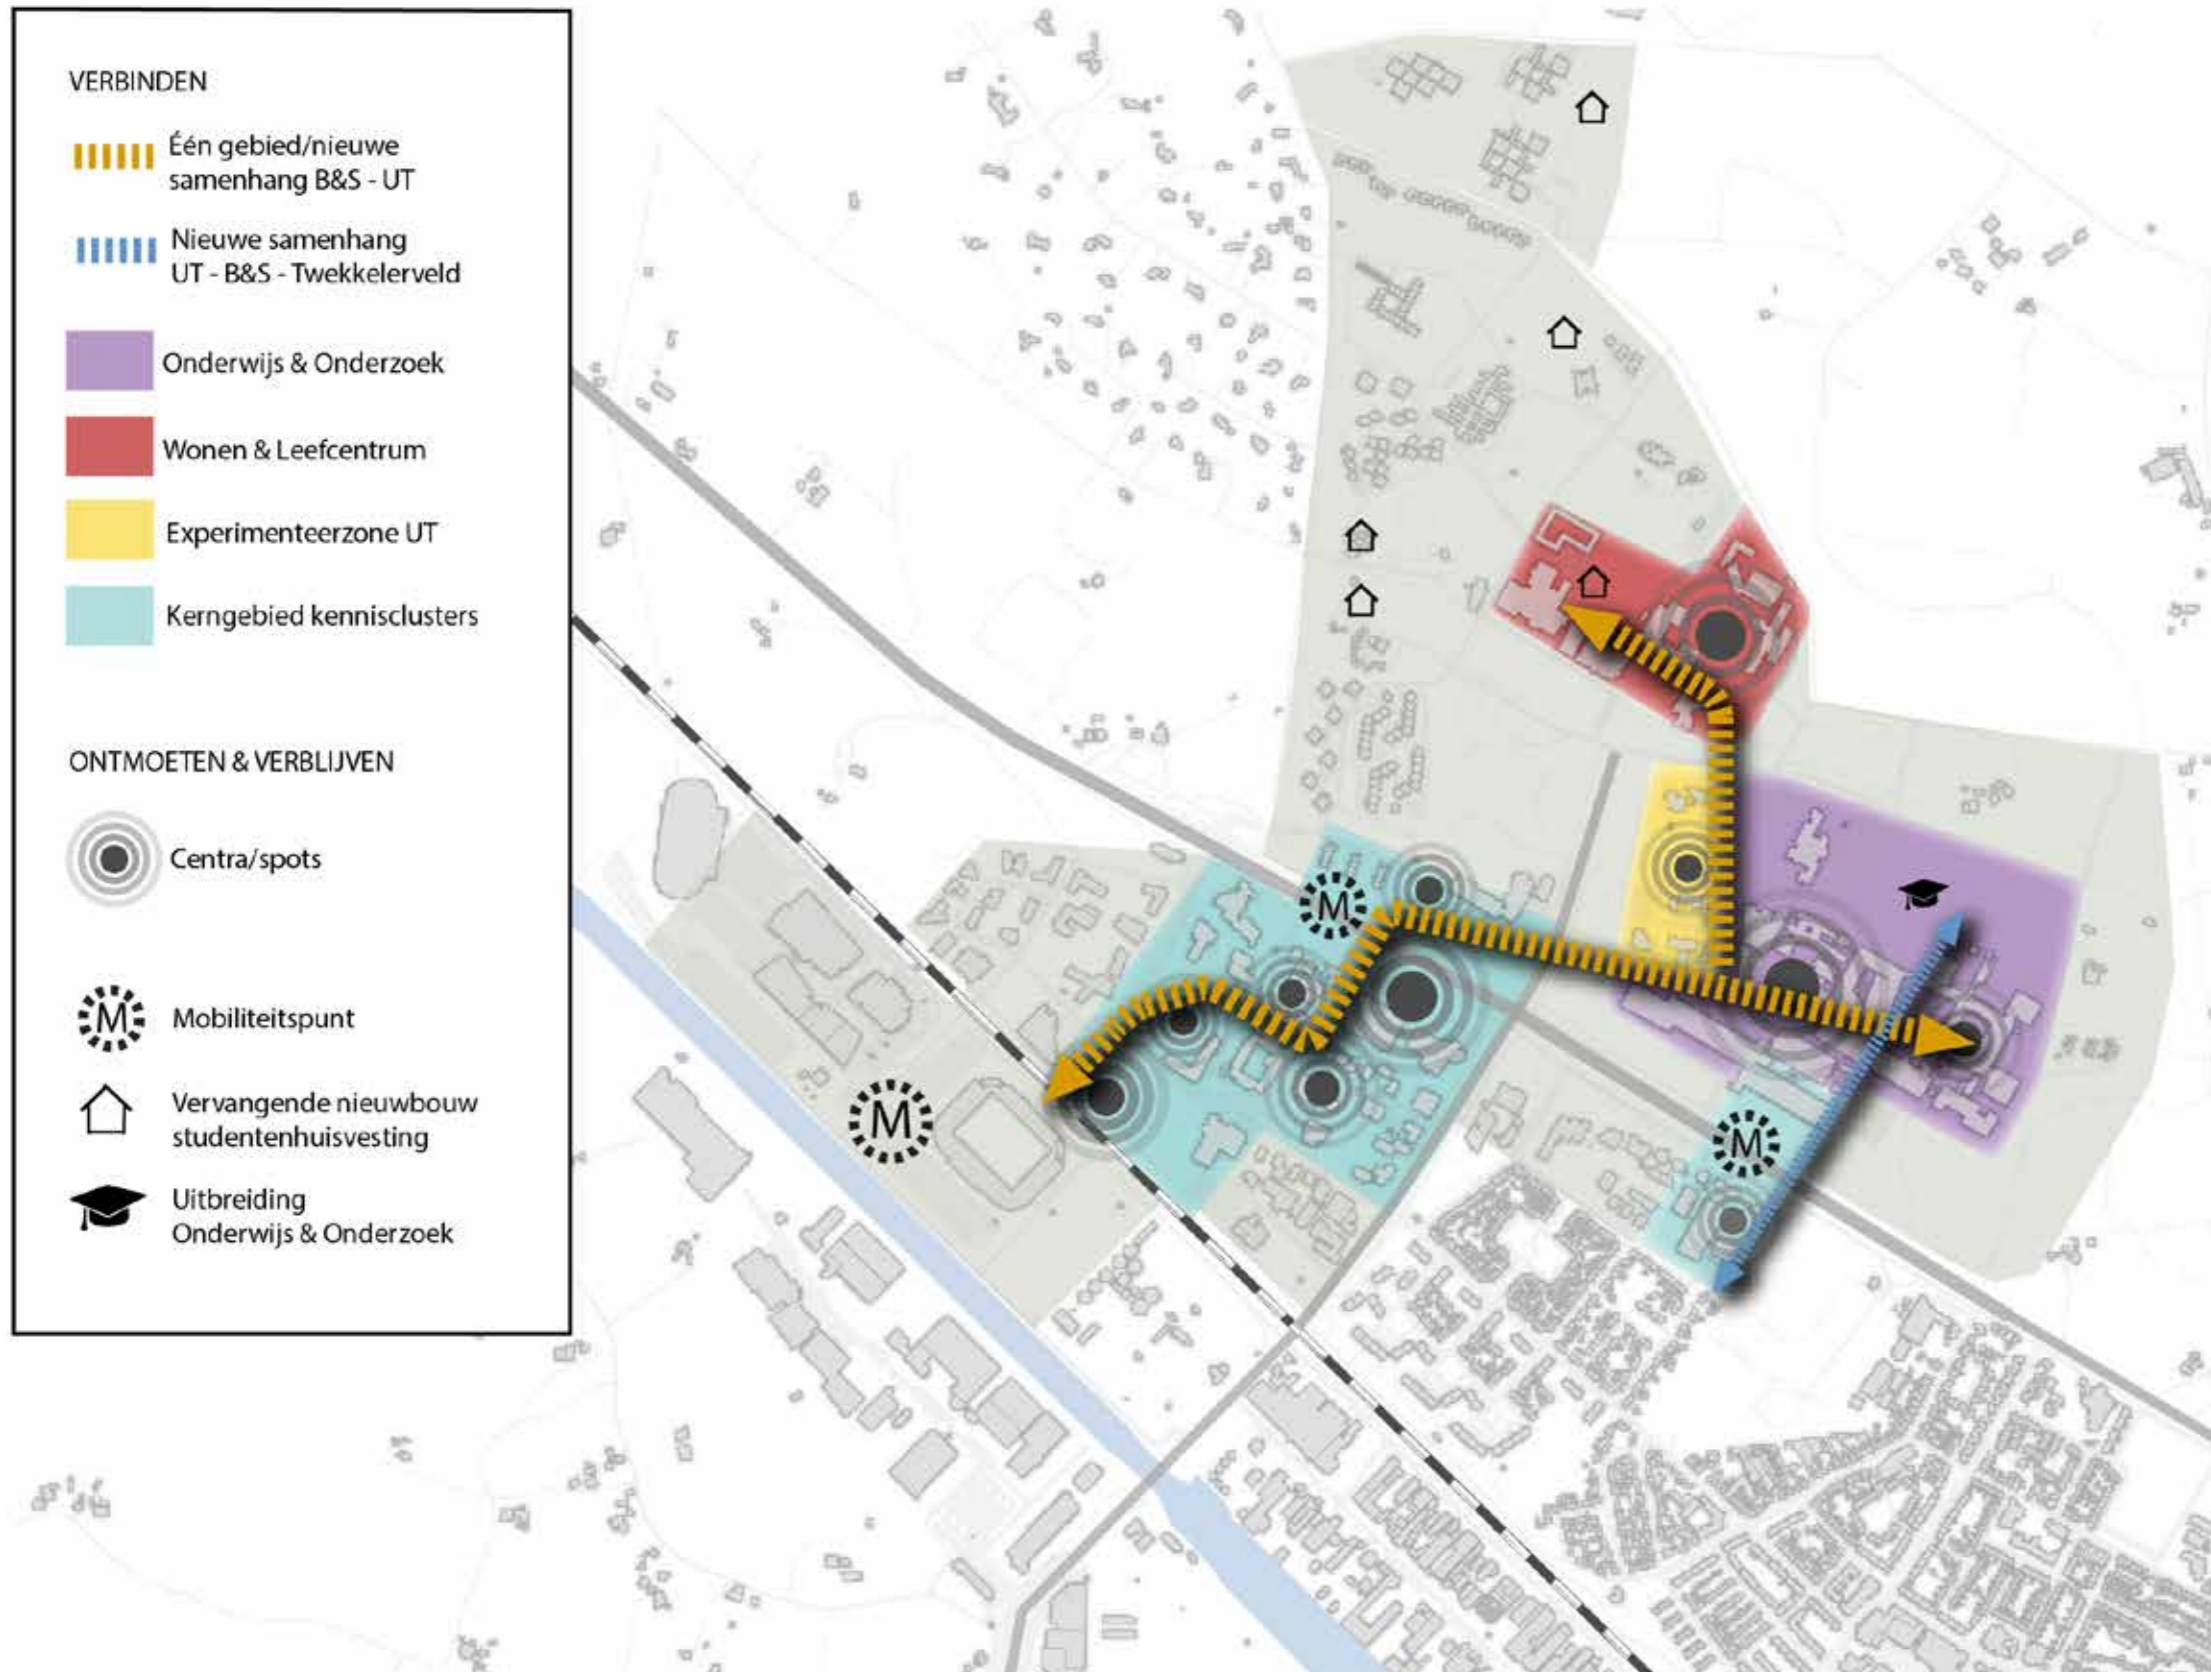 VERBINDEN
Één gebied/nieuwe
samenhang B&S - UT
Nieuwe samenhang
UT - B&S - Twekkelerveld
Onderwijs & Onderzoek
Wonen & Leefcentrum
Experimenteerzone UT
Kerngebied kennisclusters
ONTMOETEN & VERBLIJVEN
Centra/spots
M
Mobiliteitspunt
Vervangende nieuwbouw
studentenhuisvesting
Uitbreiding
Onderwijs & Onderzoek
M
M
M